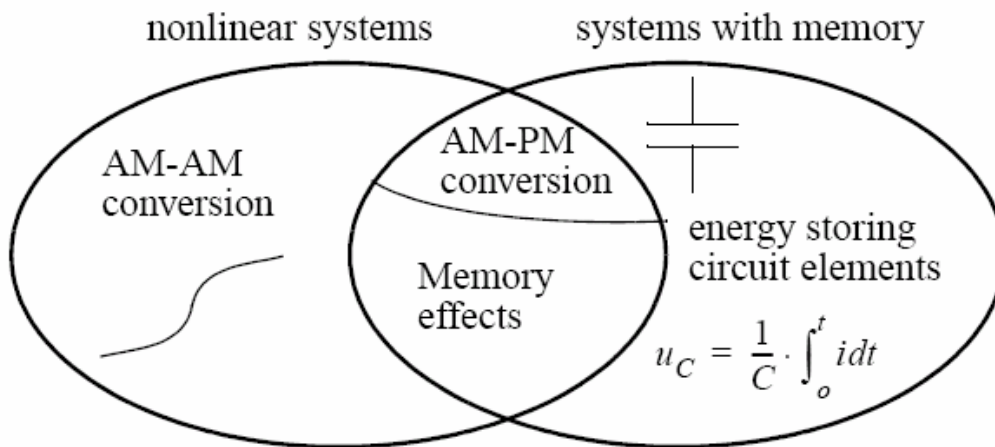 nonlinear systems
systems with memory
AM-AM
conversion
AM-PM
conversion
Memory
effects
energy storing
circuit elements
u_C = 1/C · ∫_o^t idt